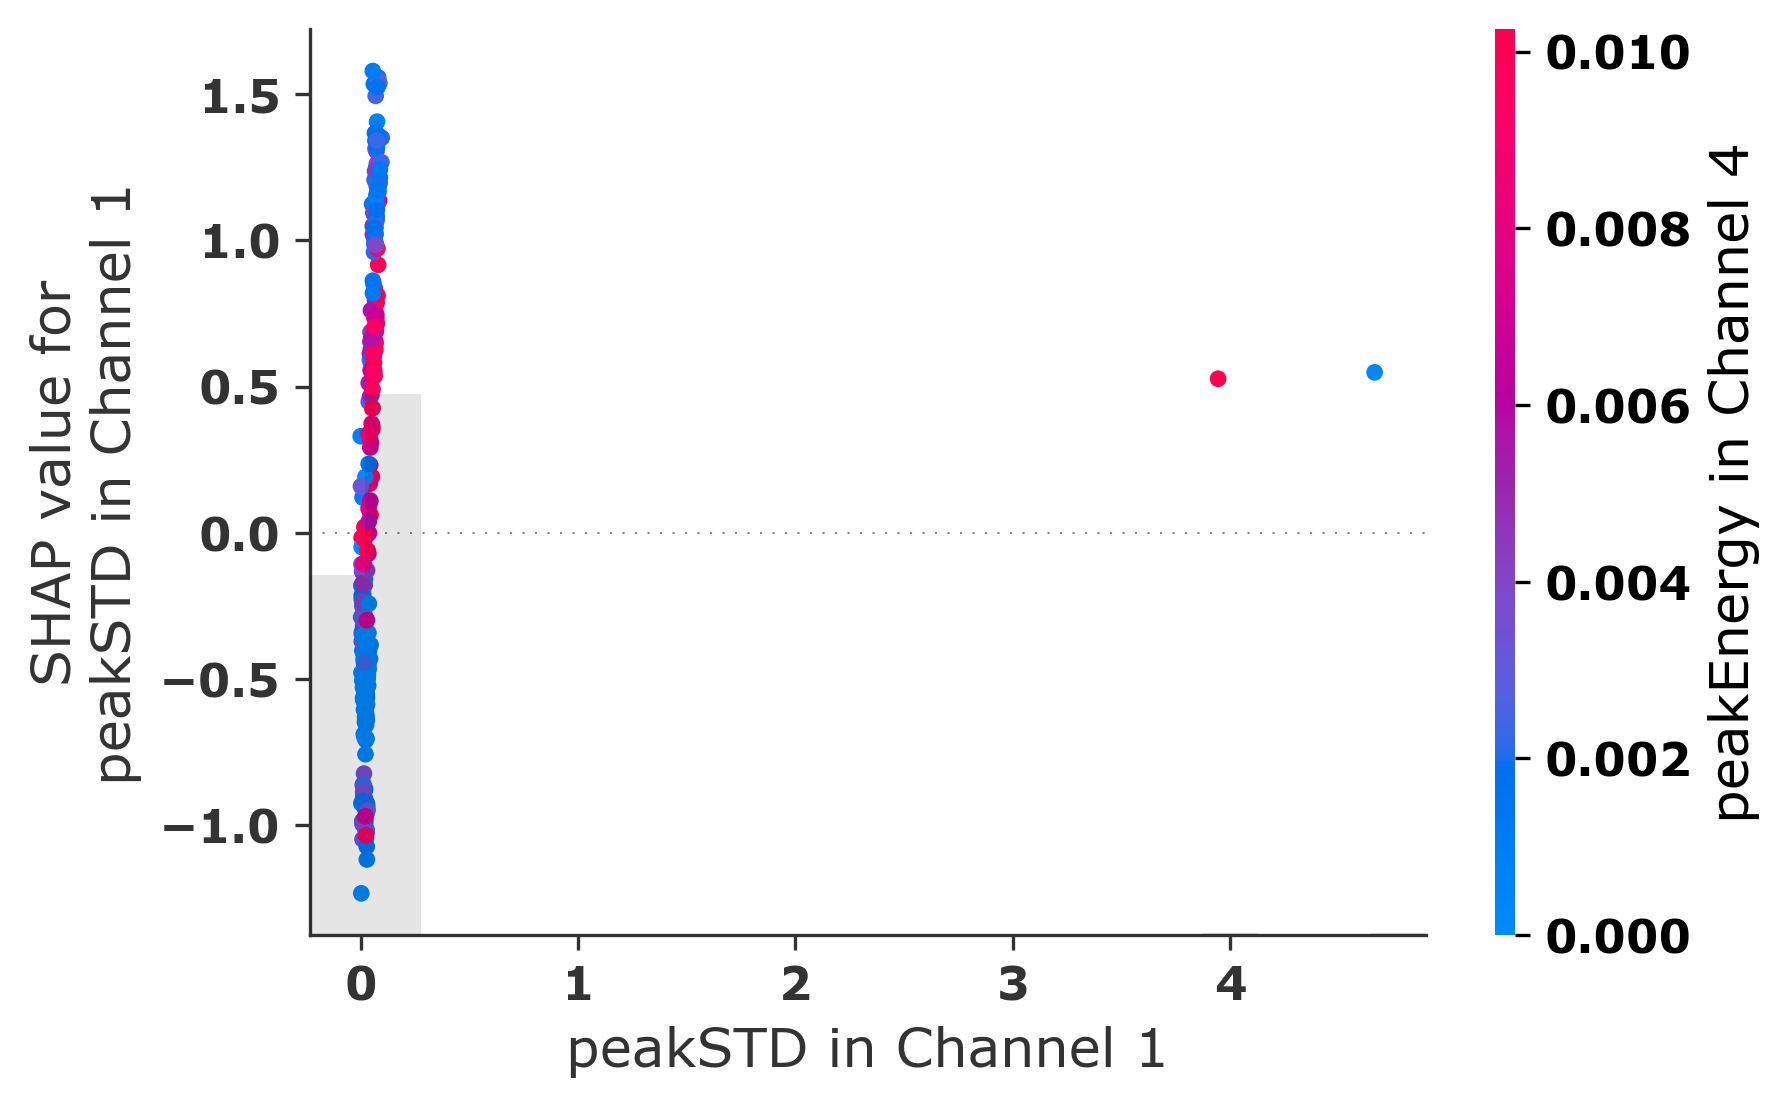 SHAP value for
peakSTD in Channel 1
1.5
1.0
0.5
0.0
−0.5
−1.0
0 1 2 3 4
peakSTD in Channel 1
0.010
0.008
0.006
0.004
0.002
0.000
peakEnergy in Channel 4